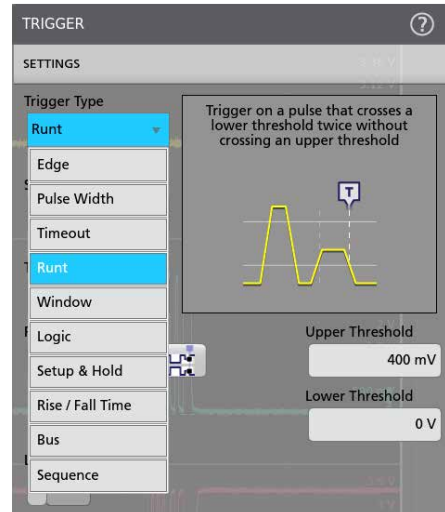 TRIGGER
?
SETTINGS
Trigger Type
Runt
Edge
Pulse Width
Timeout
Runt
Window
Logic
Setup & Hold
Rise / Fall Time
Bus
Sequence
Trigger on a pulse that crosses a
lower threshold twice without
crossing an upper threshold
T
Upper Threshold
400 mV
Lower Threshold
0 V